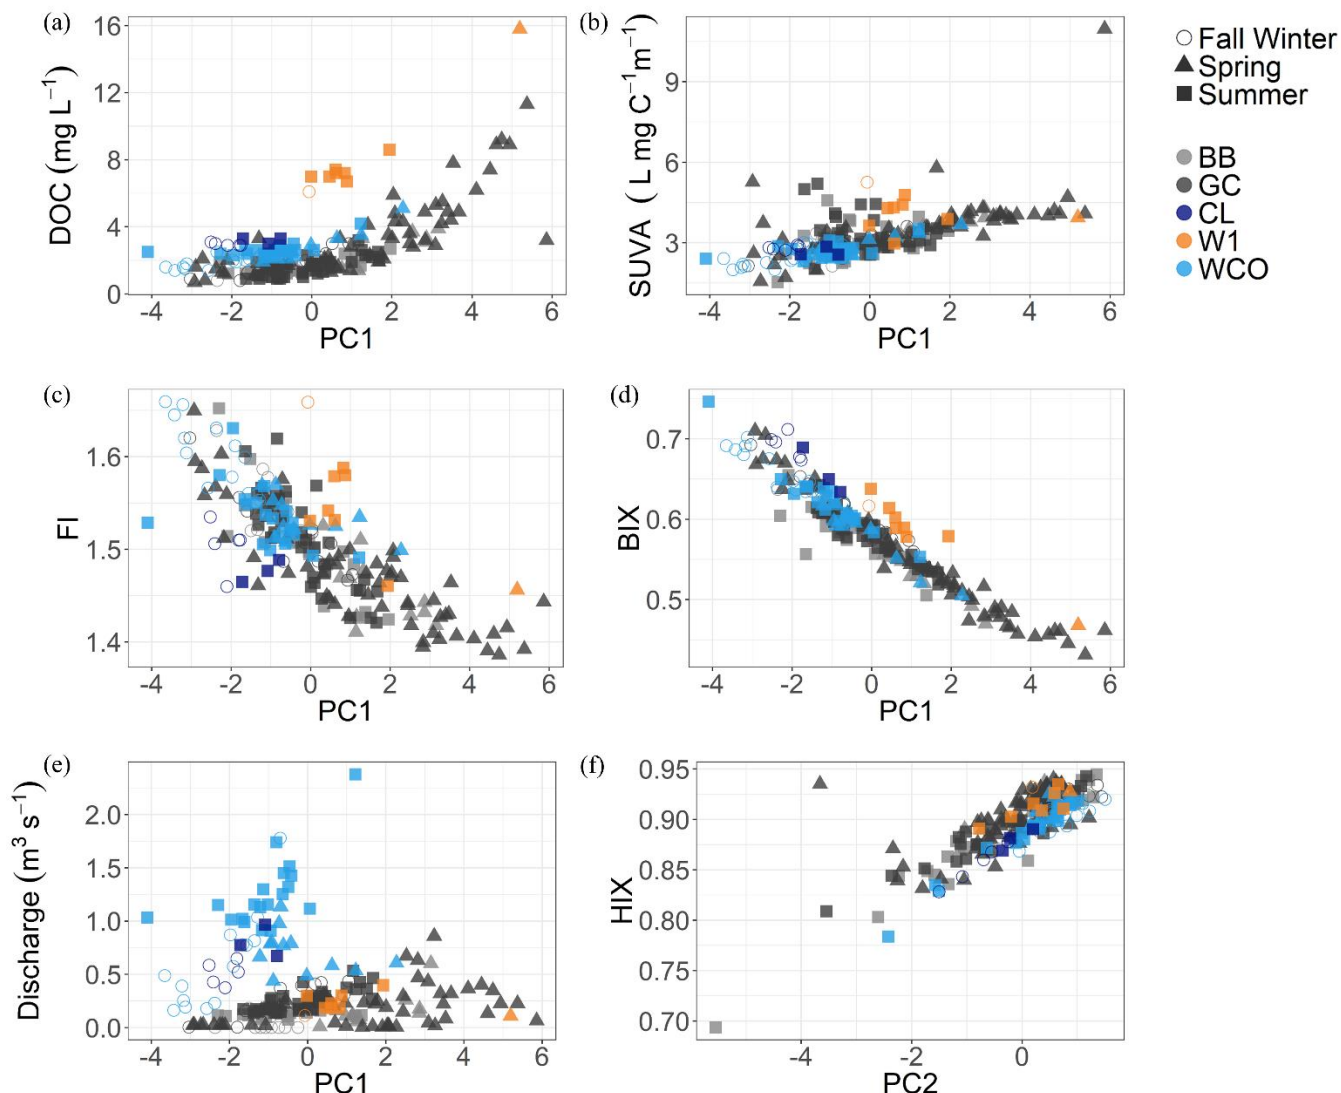 (a)
16
12
8
4
0
DOC (mg L⁻¹)
-4 -2 0 2 4 6
PC1
(b)
9
6
3
SUVA ( L mg C⁻¹m⁻¹)
-4 -2 0 2 4 6
PC1
Fall Winter
Spring
Summer
BB
GC
CL
W1
WCO
(c)
1.6
1.5
1.4
FI
-4 -2 0 2 4 6
PC1
(d)
0.7
0.6
0.5
BIX
-4 -2 0 2 4 6
PC1
(e)
2.0
1.5
1.0
0.5
0.0
Discharge (m³ s⁻¹)
-4 -2 0 2 4 6
PC1
(f)
0.95
0.90
0.85
0.80
0.75
0.70
HIX
-4 -2 0
PC2